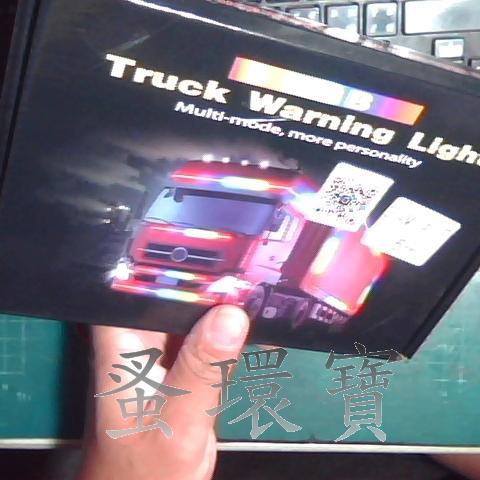 Truck Warning Light
Multi-mode, more personality
蚤環寶